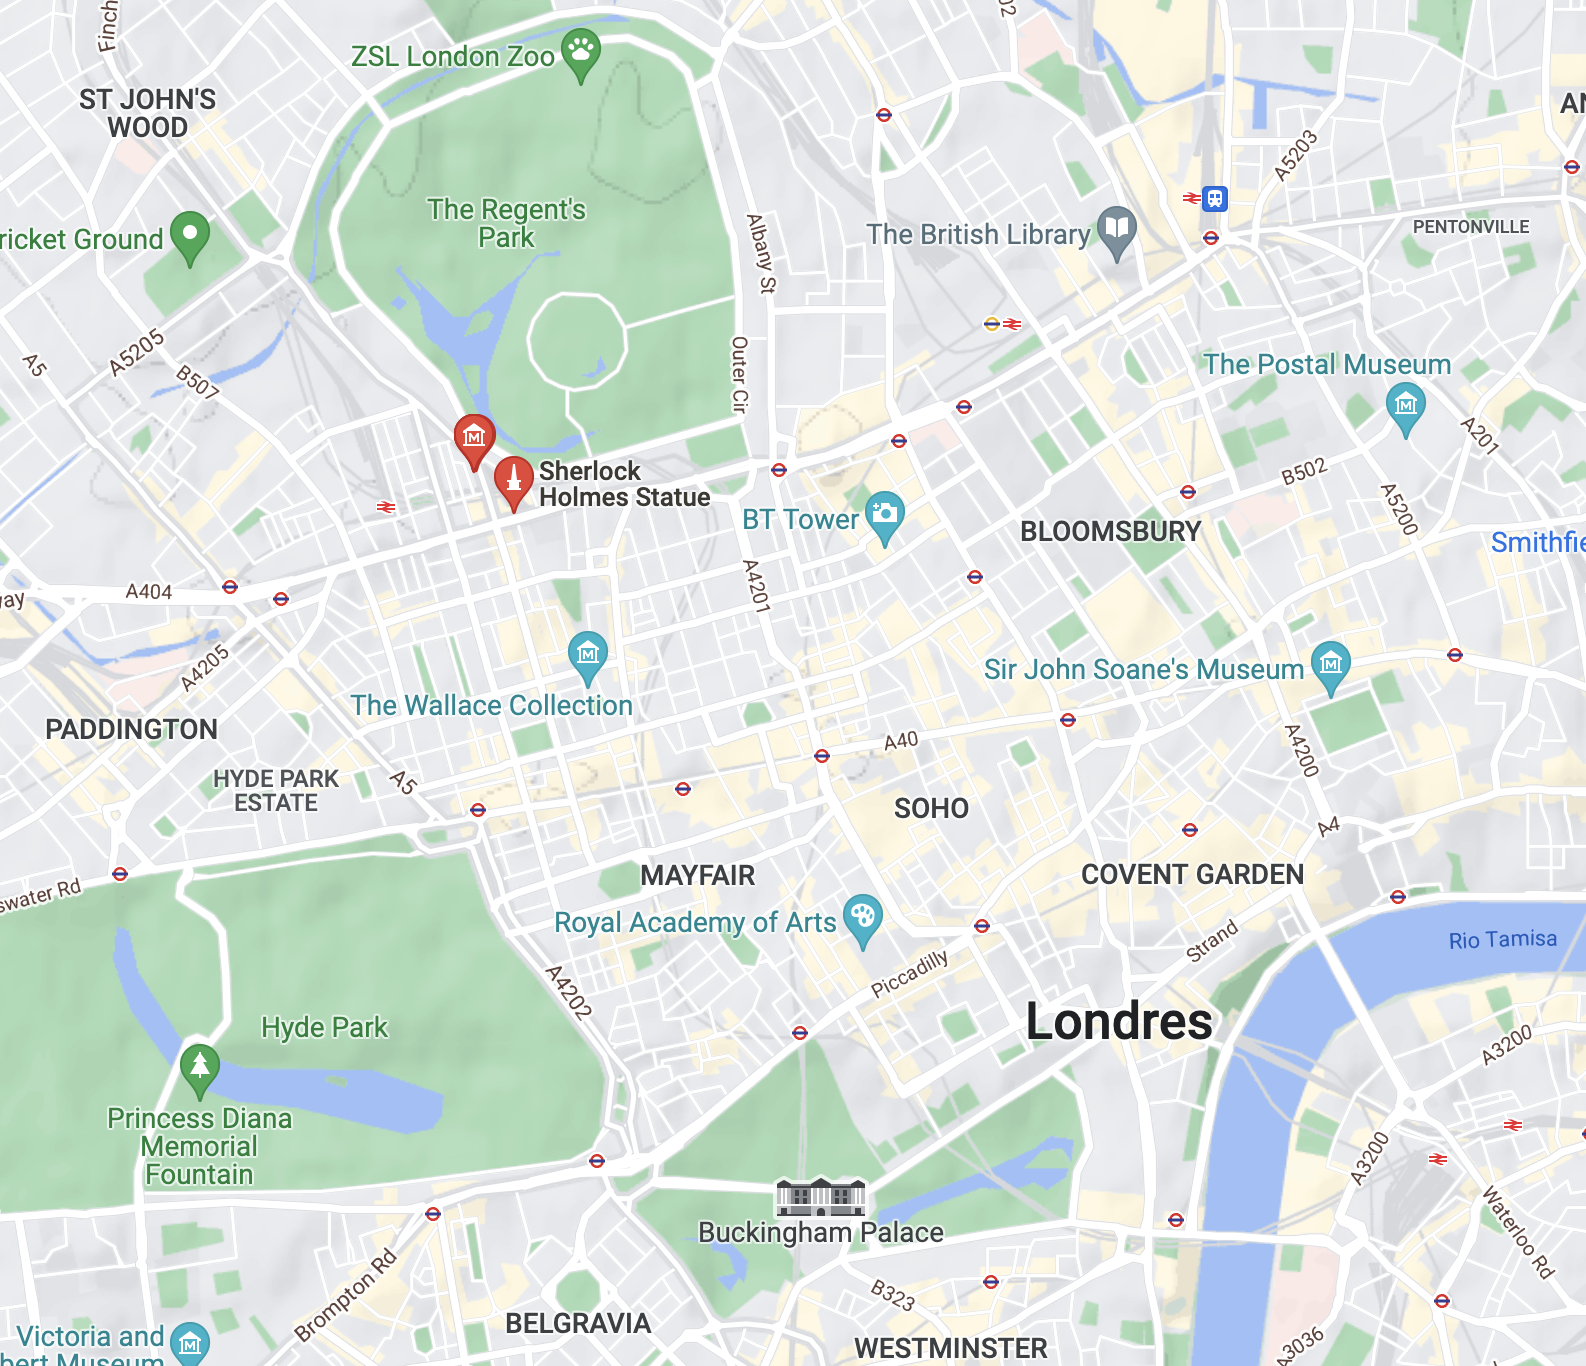 Finch
02
ZSL London Zoo
ST JOHN'S
WOOD
AN
A5203
The Regent's
Park
Albany St
The British Library
PENTONVILLE
ricket Ground
A5205
A5
B507
Outer Cir
The Postal Museum
A201
Sherlock
Holmes Statue
B502
A5200
BT Tower
BLOOMSBURY
Smithfie
A404
way
A4201
A4205
The Wallace Collection
Sir John Soane's Museum
PADDINGTON
A40
A4200
HYDE PARK
ESTATE
A5
SOHO
A4
MAYFAIR
COVENT GARDEN
swater Rd
Royal Academy of Arts
Piccadilly
Strand
Rio Tamisa
A4202
Londres
Hyde Park
A3200
Princess Diana
Memorial
Fountain
A3200
Buckingham Palace
Waterloo Rd
Brompton Rd
B323
BELGRAVIA
WESTMINSTER
A3036
Victoria and
bert Museum